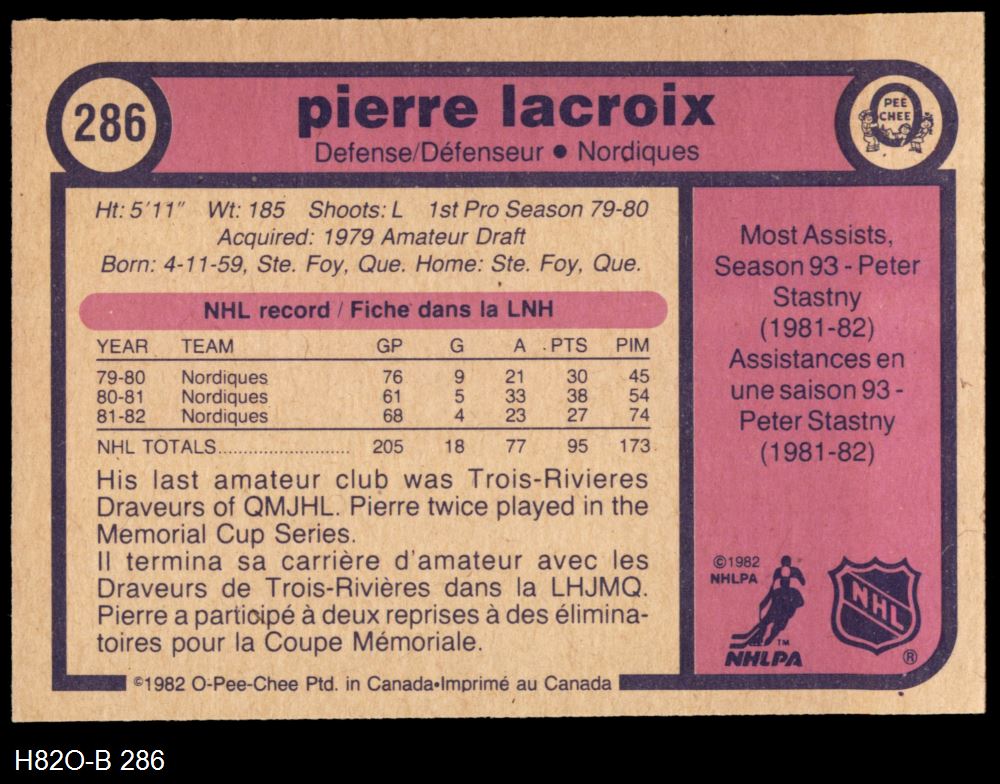 286
pierre lacroix
Defense/Défenseur ● Nordiques
OPEE CHEE
Ht: 5'11" Wt: 185 Shoots: L 1st Pro Season 79-80
Acquired: 1979 Amateur Draft
Born: 4-11-59, Ste. Foy, Que. Home: Ste. Foy, Que.
NHL record / Fiche dans la LNH
YEAR TEAM GP G A PTS PIM
79-80 Nordiques 76 9 21 30 45
80-81 Nordiques 61 5 33 38 54
81-82 Nordiques 68 4 23 27 74
NHL TOTALS.......................... 205 18 77 95 173
His last amateur club was Trois-Rivieres
Draveurs of QMJHL. Pierre twice played in the
Memorial Cup Series.
Il termina sa carrière d'amateur avec les
Draveurs de Trois-Rivières dans la LHJMQ.
Pierre a participé à deux reprises à des élimina-
toires pour la Coupe Mémoriale.
Most Assists,
Season 93 - Peter
Stastny
(1981-82)
Assistances en
une saison 93 -
Peter Stastny
(1981-82)
©1982
NHLPA
TM
NHLPA
NHL
®
©1982 O-Pee-Chee Ptd. in Canada•Imprimé au Canada
H82O-B 286